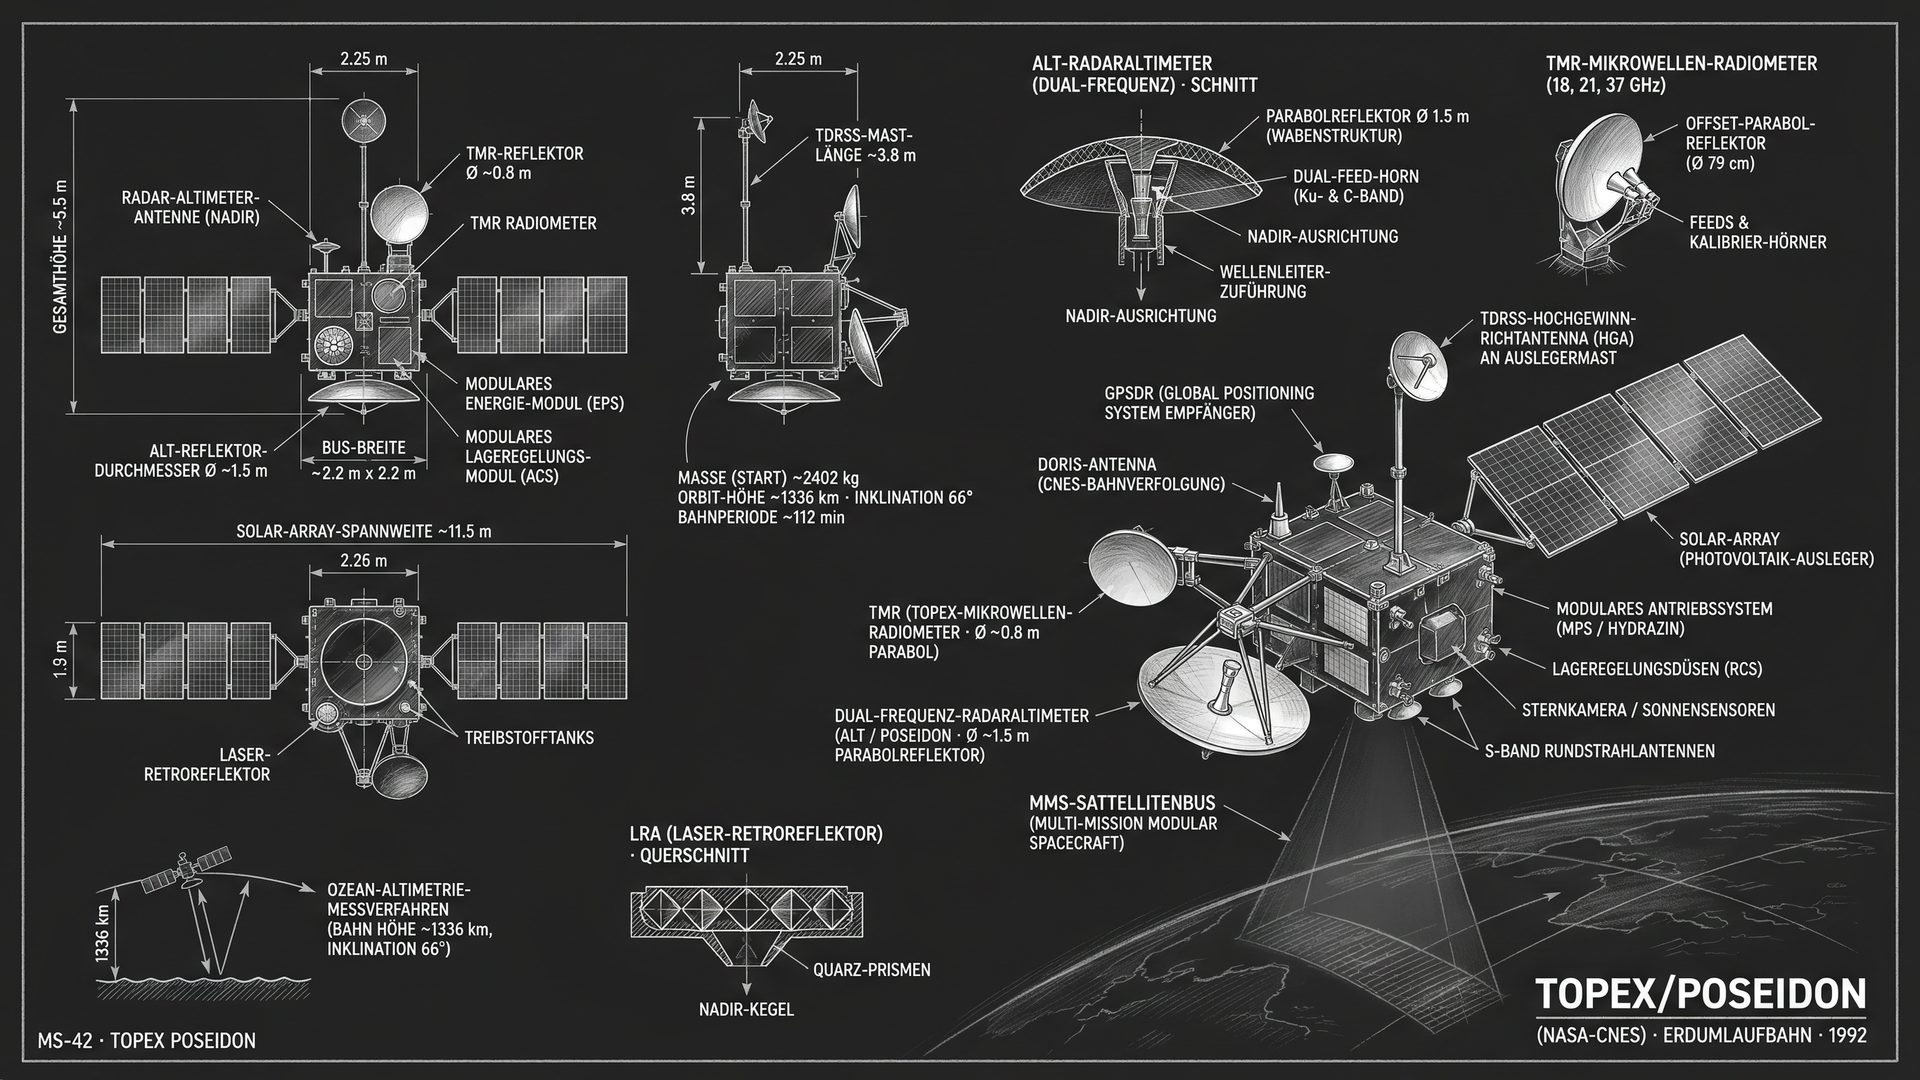 2.25 m
GESAMTHÖHE ~5.5 m
RADAR-ALTIMETER-
ANTENNE (NADIR)
TMR-REFLEKTOR
Ø ~0.8 m
TMR RADIOMETER
MODULARES
ENERGIE-MODUL (EPS)
MODULARES
LAGEREGELUNGS-
MODUL (ACS)
ALT-REFLEKTOR-
DURCHMESSER Ø ~1.5 m
BUS-BREITE
~2.2 m x 2.2 m
2.25 m
3.8 m
TDRSS-MAST-
LÄNGE ~3.8 m
MASSE (START) ~2402 kg
ORBIT-HÖHE ~1336 km · INKLINATION 66°
BAHNPERIODE ~112 min
ALT-RADARALTIMETER
(DUAL-FREQUENZ) · SCHNITT
PARABOLREFLEKTOR Ø 1.5 m
(WABENSTRUKTUR)
DUAL-FEED-HORN
(Ku- & C-BAND)
NADIR-AUSRICHTUNG
WELLENLEITER-
ZUFÜHRUNG
NADIR-AUSRICHTUNG
TMR-MIKROWELLEN-RADIOMETER
(18, 21, 37 GHz)
OFFSET-PARABOL-
REFLEKTOR
(Ø 79 cm)
FEEDS &
KALIBRIER-HÖRNER
SOLAR-ARRAY-SPANNWEITE ~11.5 m
2.26 m
1.9 m
LASER-
RETROREFLEKTOR
TREIBSTOFFTANKS
TDRSS-HOCHGEWINN-
RICHTANTENNA (HGA)
AN AUSLEGERMAST
GPSDR (GLOBAL POSITIONING
SYSTEM EMPFÄNGER)
DORIS-ANTENNA
(CNES-BAHNVERFOLGUNG)
SOLAR-ARRAY
(PHOTOVOLTAIK-AUSLEGER)
TMR (TOPEX-MIKROWELLEN-
RADIOMETER · Ø ~0.8 m
PARABOL)
MODULARES ANTRIEBSSYSTEM
(MPS / HYDRAZIN)
LAGEREGELUNGSDÜSEN (RCS)
STERNKAMERA / SONNENSENSOREN
S-BAND RUNDSTRAHLANTENNEN
DUAL-FREQUENZ-RADARALTIMETER
(ALT / POSEIDON · Ø ~1.5 m
PARABOLREFLEKTOR)
MMS-SATTELLITENBUS
(MULTI-MISSION MODULAR
SPACECRAFT)
1336 km
OZEAN-ALTIMETRIE-
MESSVERFAHREN
(BAHN HÖHE ~1336 km,
INKLINATION 66°)
LRA (LASER-RETROREFLEKTOR)
· QUERSCHNITT
QUARZ-PRISMEN
NADIR-KEGEL
MS-42 · TOPEX POSEIDON
TOPEX/POSEIDON
(NASA-CNES) · ERDUMLAUFBAHN · 1992